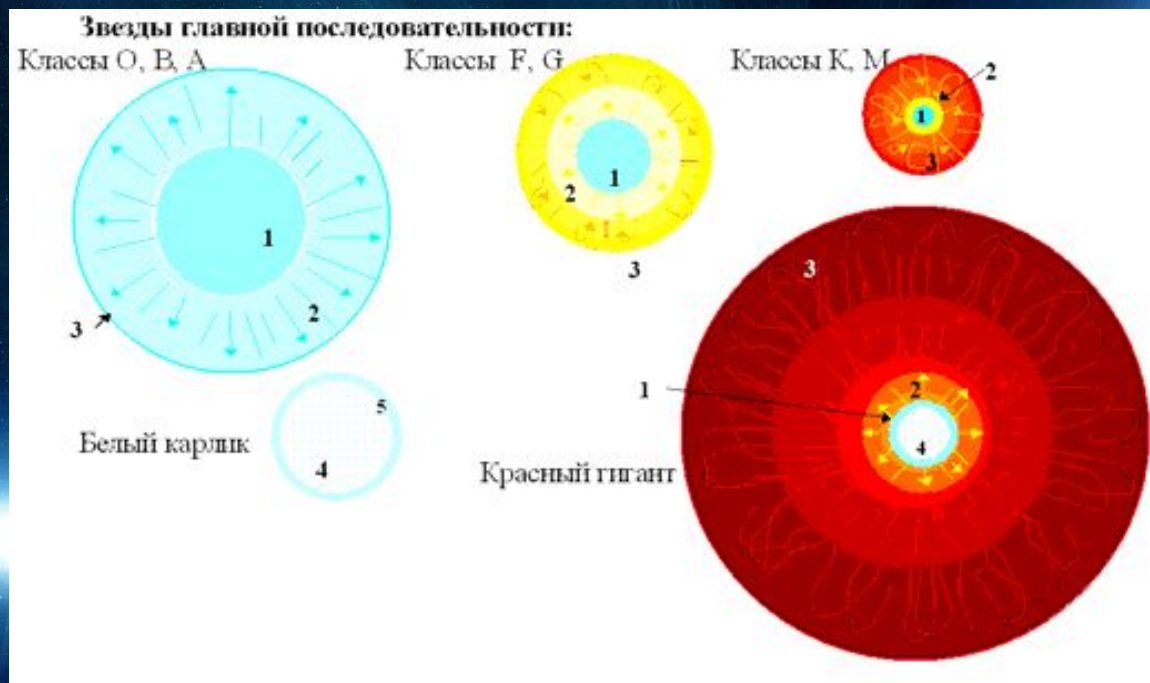 Звезды главной последовательности:
Классы O, B, A
Классы F, G
Классы K, M
1
2
3
1
2
3
1
2
3
Белый карлик
4
5
Красный гигант
1
2
3
4